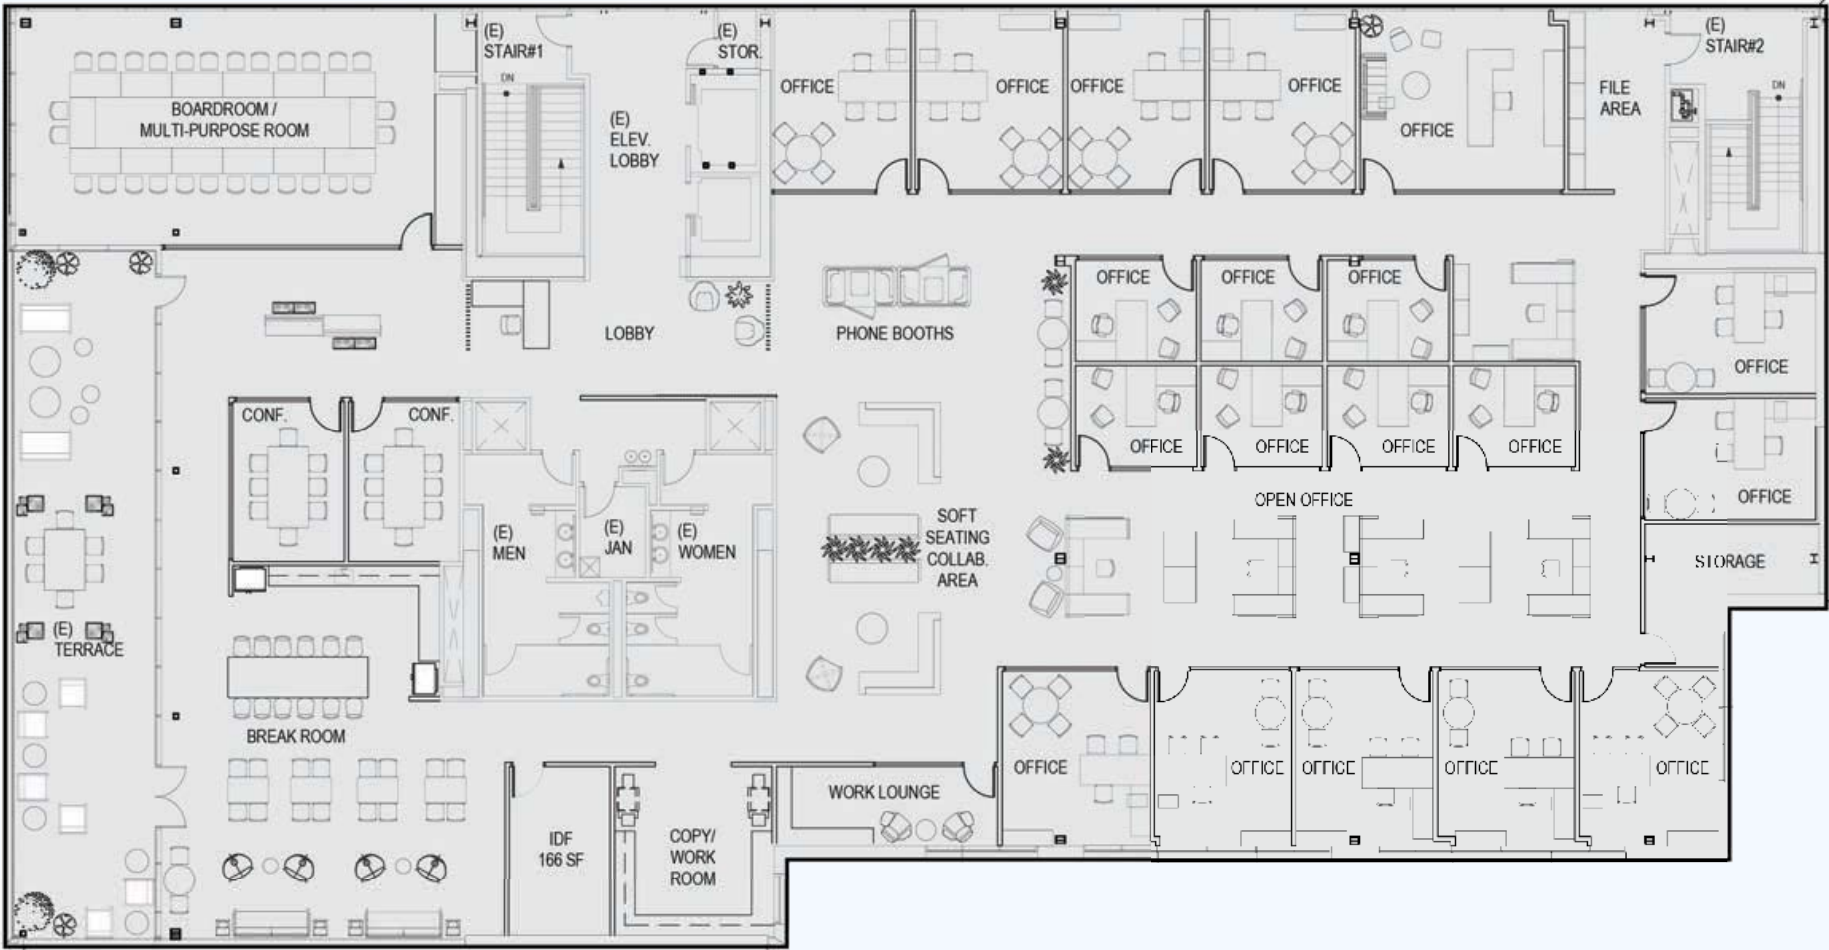 (E)
STAIR#1
DN
(E)
STOR.
(E)
ELEV.
LOBBY
BOARDROOM /
MULTI-PURPOSE ROOM
OFFICE
OFFICE
OFFICE
OFFICE
OFFICE
FILE
AREA
(E)
STAIR#2
DN
LOBBY
PHONE BOOTHS
OFFICE
OFFICE
OFFICE
OFFICE
CONF.
CONF.
OFFICE
OFFICE
OFFICE
OFFICE
OFFICE
OPEN OFFICE
(E)
MEN
(E)
JAN
(E)
WOMEN
SOFT
SEATING
COLLAB.
AREA
STORAGE
(E)
TERRACE
BREAK ROOM
OFFICE
OFFICE
OFFICE
OFFICE
OFFICE
WORK LOUNGE
IDF
166 SF
COPY/
WORK
ROOM